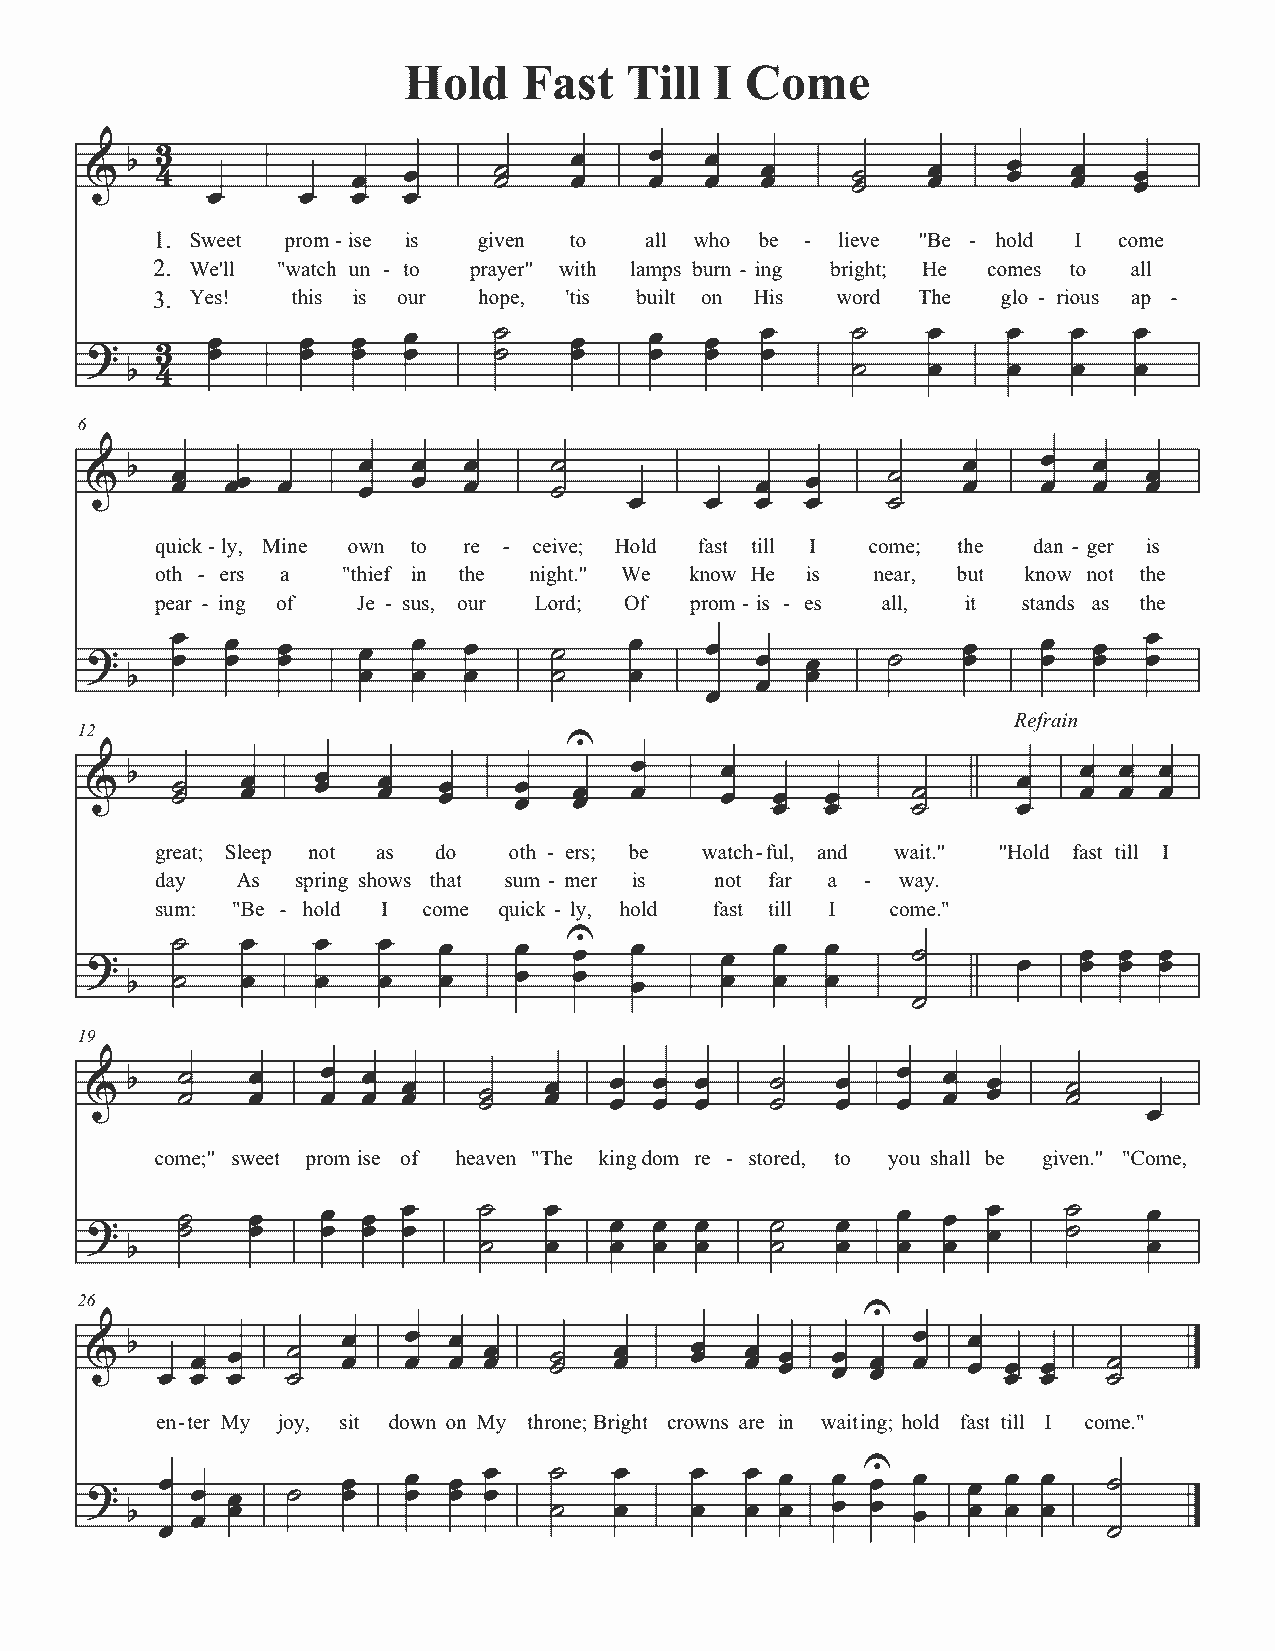 Hold Fast Till I Come
3
4
1. Sweet prom - ise is given to all who be - lieve "Be - hold I come
2. We'll "watch un - to prayer" with lamps burn - ing bright; He comes to all
3. Yes! this is our hope, 'tis built on His word The glo - rious ap -
3
4
6
quick - ly, Mine own to re - ceive; Hold fast till I come; the dan - ger is
oth - ers a "thief in the night." We know He is near, but know not the
pear - ing of Je - sus, our Lord; Of prom - is - es all, it stands as the
Refrain
12
great; Sleep not as do oth - ers; be watch - ful, and wait." "Hold fast till I
day As spring shows that sum - mer is not far a - way.
sum: "Be - hold I come quick - ly, hold fast till I come."
19
come;" sweet prom ise of heaven "The king dom re - stored, to you shall be given." "Come,
26
en - ter My joy, sit down on My throne; Bright crowns are in waiting; hold fast till I come."